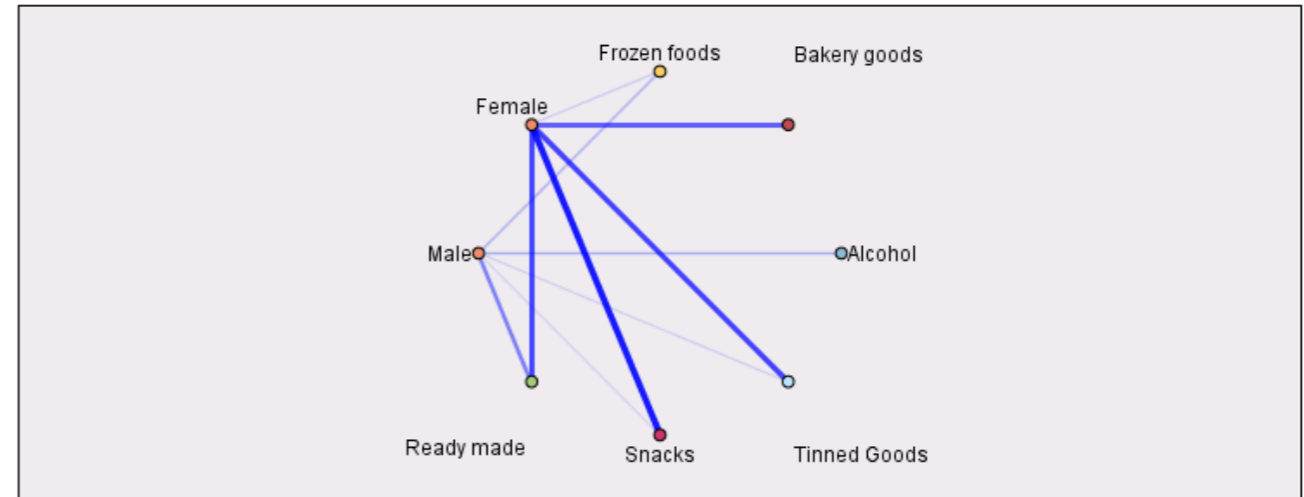 Frozen foods
Bakery goods
Female
Male
Alcohol
Ready made
Snacks
Tinned Goods